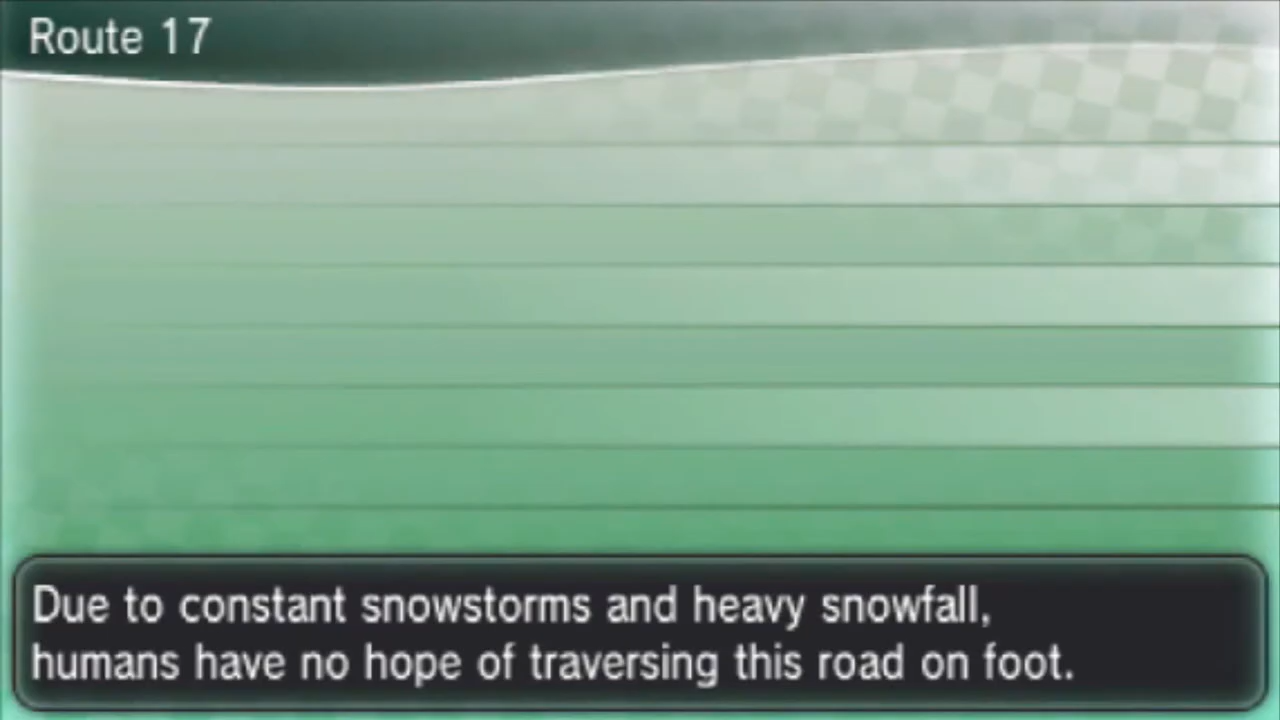 Route 17
Due to constant snowstorms and heavy snowfall,
humans have no hope of traversing this road on foot.